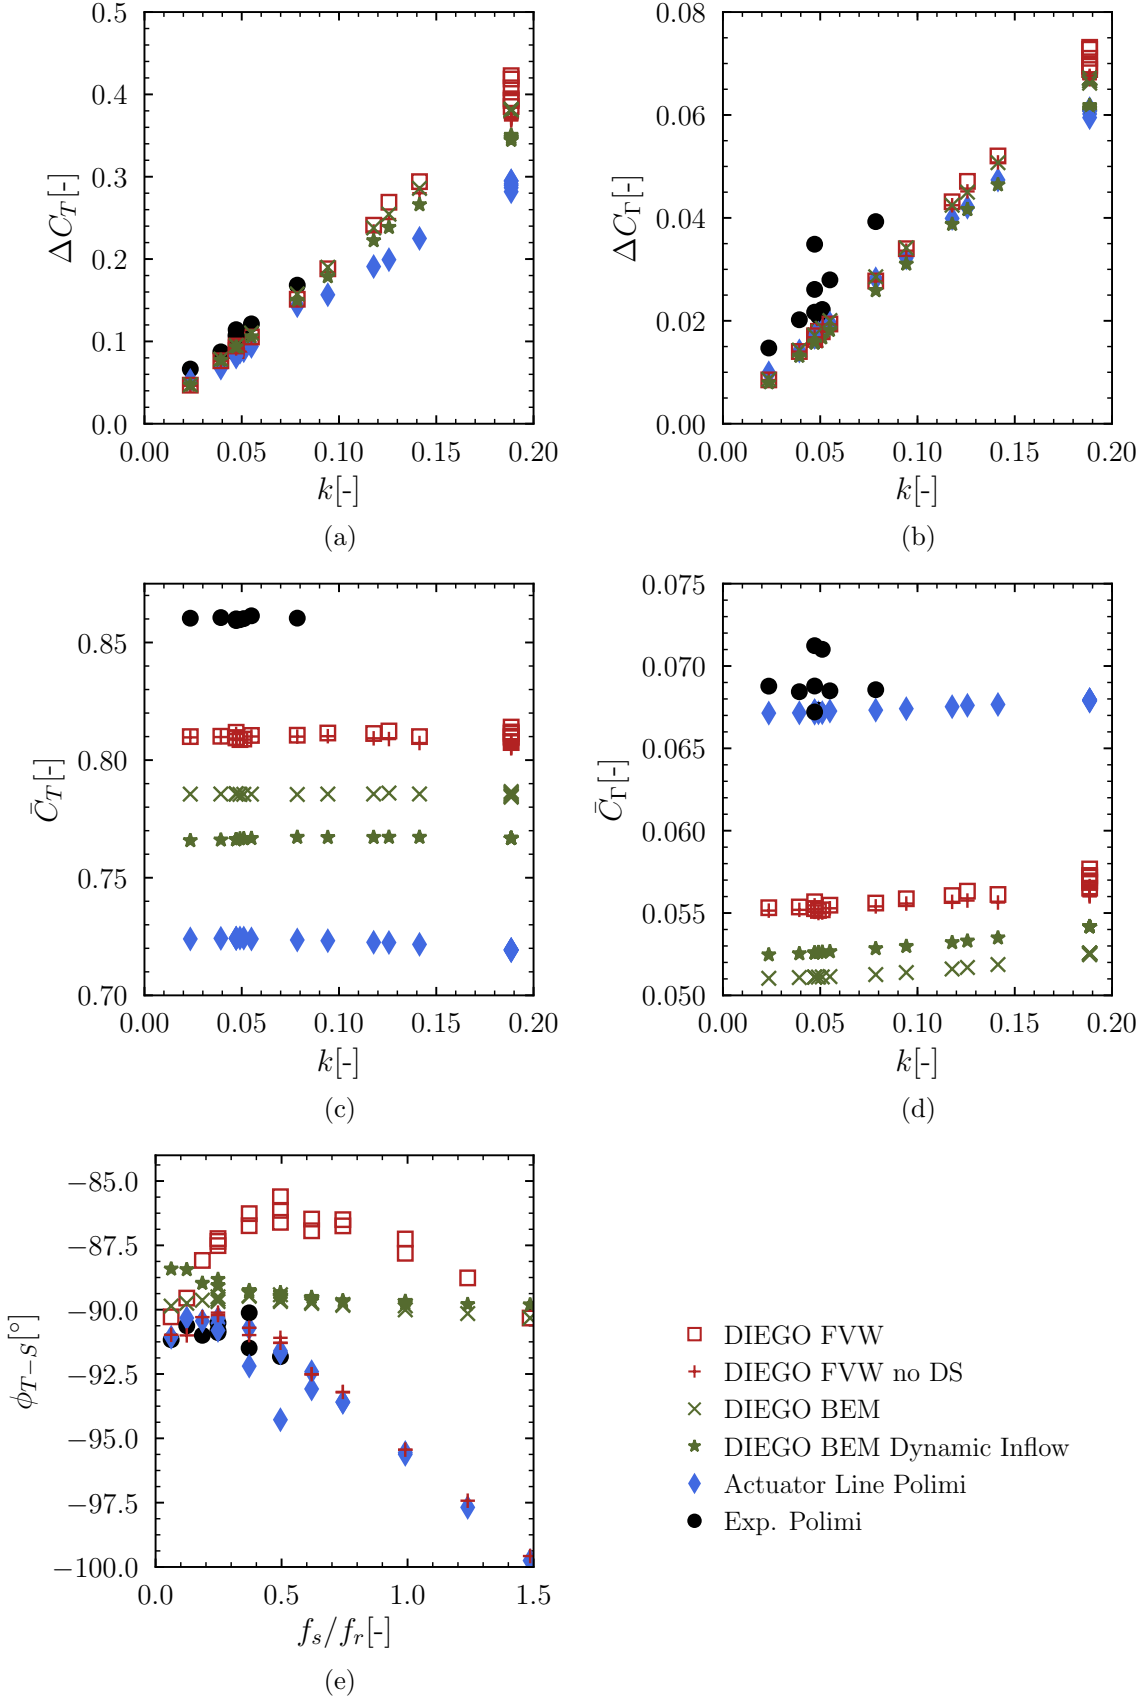 0.5
0.4
0.3
0.2
0.1
0.0
ΔC_T[-]
0.00 0.05 0.10 0.15 0.20
k[-]
(a)
0.08
0.06
0.04
0.02
0.00
ΔC_Γ[-]
0.00 0.05 0.10 0.15 0.20
k[-]
(b)
0.85
0.80
0.75
0.70
C̄_T[-]
0.00 0.05 0.10 0.15 0.20
k[-]
(c)
0.075
0.070
0.065
0.060
0.055
0.050
C̄_Γ[-]
0.00 0.05 0.10 0.15 0.20
k[-]
(d)
−85.0
−87.5
−90.0
−92.5
−95.0
−97.5
−100.0
ϕ_{T−S}[°]
0.0 0.5 1.0 1.5
f_s/f_r[-]
(e)
DIEGO FVW
DIEGO FVW no DS
DIEGO BEM
DIEGO BEM Dynamic Inflow
Actuator Line Polimi
Exp. Polimi